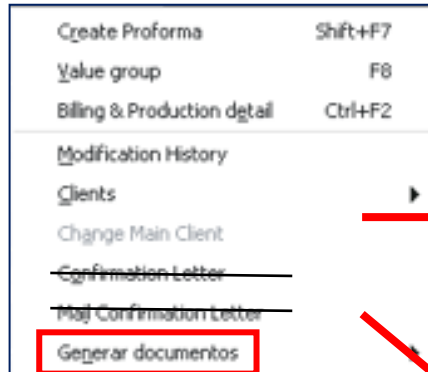 Create Proforma Shift+F7
Value group F8
Billing & Production detail Ctrl+F2
Modification History
Clients
Change Main Client
Confirmation Letter
Mail Confirmation Letter
Generar documentos